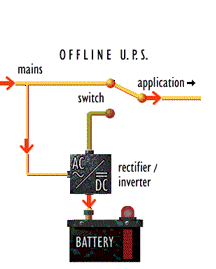 OFFLINE U.P.S.
mains
application →
switch
AC
DC
rectifier /
inverter
BATTERY